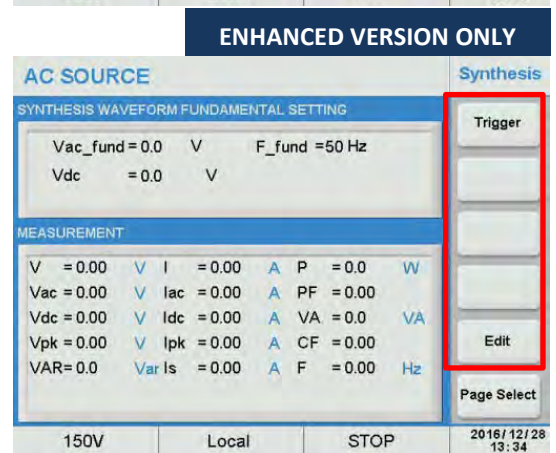 ENHANCED VERSION ONLY
AC SOURCE
Synthesis
SYNTHESIS WAVEFORM FUNDAMENTAL SETTING
Vac_fund = 0.0 V F_fund =50 Hz
Vdc = 0.0 V
Trigger
MEASUREMENT
V = 0.00 V I = 0.00 A P = 0.0 W
Vac = 0.00 V Iac = 0.00 A PF = 0.00
Vdc = 0.00 V Idc = 0.00 A VA = 0.0 VA
Vpk = 0.00 V Ipk = 0.00 A CF = 0.00
VAR= 0.0 Var Is = 0.00 A F = 0.00 Hz
Edit
Page Select
150V Local STOP 2016/12/28
13:34